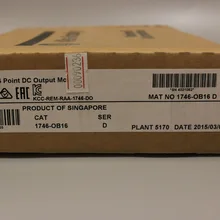 Point DC Output Mo
KCC-REM-RAA-1746-DO
MAT NO 1746-OB16 D
PRODUCT OF SINGAPORE
CAT
SER
1746-OB16
D
PLANT 5170
DATE 2015/03/